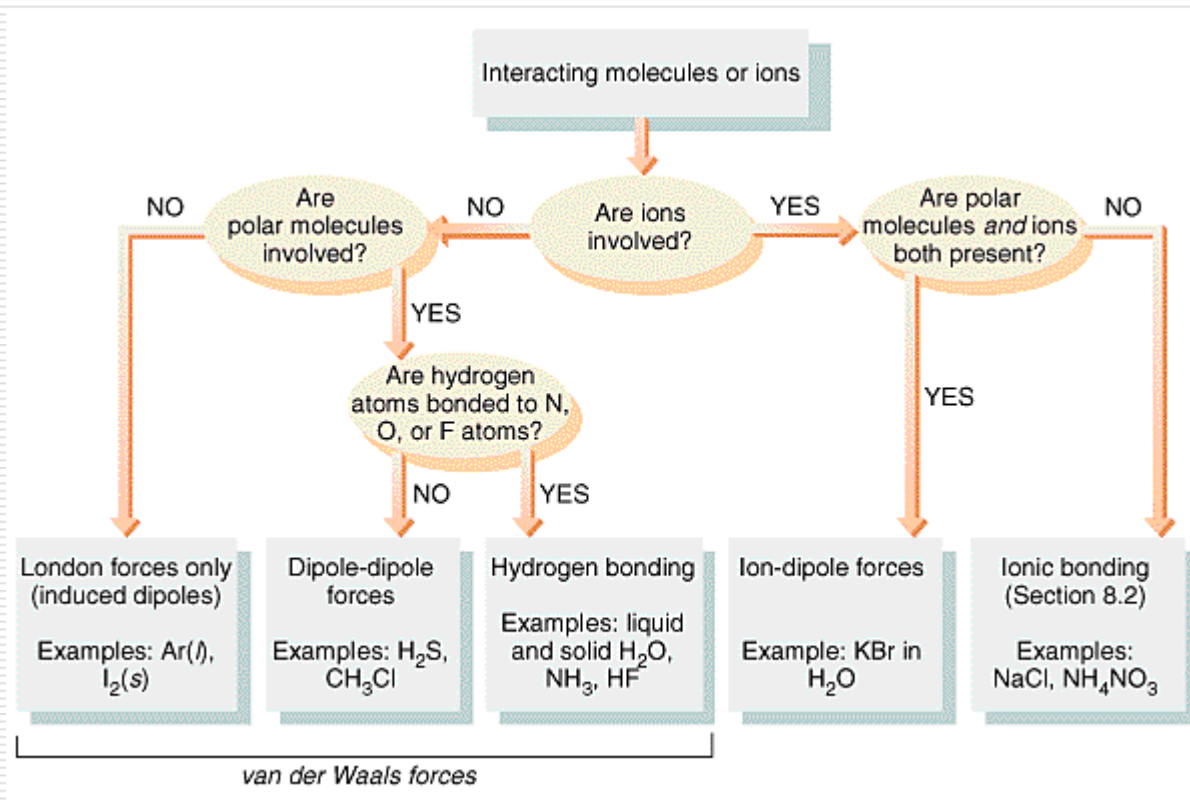 Interacting molecules or ions
Are
polar molecules
involved?
NO
NO
Are ions
involved?
YES
Are polar
molecules and ions
both present?
NO
YES
Are hydrogen
atoms bonded to N,
O, or F atoms?
YES
NO
YES
London forces only
(induced dipoles)
Examples: Ar(l),
I₂(s)
Dipole-dipole
forces
Examples: H₂S,
CH₃Cl
Hydrogen bonding
Examples: liquid
and solid H₂O,
NH₃, HF
Ion-dipole forces
Example: KBr in
H₂O
Ionic bonding
(Section 8.2)
Examples:
NaCl, NH₄NO₃
van der Waals forces